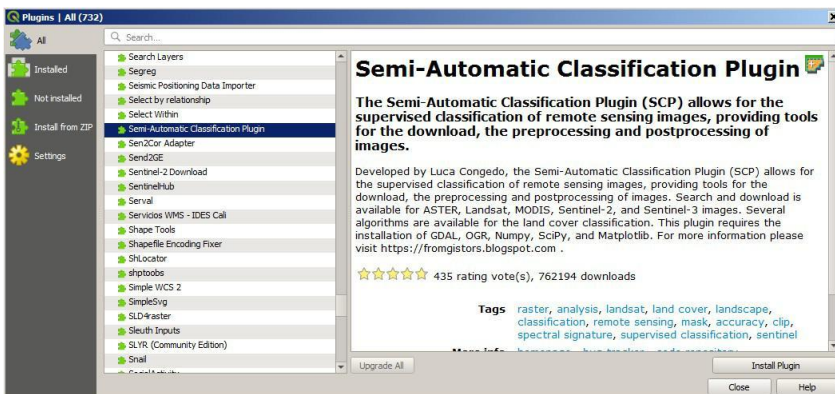 Plugins | All (732)
All
Installed
Not installed
Install from ZIP
Settings
Search...
Search Layers
Segreg
Seismic Positioning Data Importer
Select by relationship
Select Within
Semi-Automatic Classification Plugin
Sen2Cor Adapter
Send2GE
Sentinel-2 Download
SentinelHub
Serval
Servicios WMS - IDES Cali
Shape Tools
Shapefile Encoding Fixer
ShLocator
shptoobs
Simple WCS 2
SimpleSvg
SLD4raster
Sleuth Inputs
SLYR (Community Edition)
Snail
SocialActivity
Semi-Automatic Classification Plugin
The Semi-Automatic Classification Plugin (SCP) allows for the
supervised classification of remote sensing images, providing tools
for the download, the preprocessing and postprocessing of
images.
Developed by Luca Congedo, the Semi-Automatic Classification Plugin (SCP) allows for
the supervised classification of remote sensing images, providing tools for the
download, the preprocessing and postprocessing of images. Search and download is
available for ASTER, Landsat, MODIS, Sentinel-2, and Sentinel-3 images. Several
algorithms are available for the land cover classification. This plugin requires the
installation of GDAL, OGR, Numpy, SciPy, and Matplotlib. For more information please
visit https://fromgistors.blogspot.com .
435 rating vote(s), 762194 downloads
Tags raster, analysis, landsat, land cover, landscape,
classification, remote sensing, mask, accuracy, clip,
spectral signature, supervised classification, sentinel
More info homepage bug tracker code repository
Upgrade All
Install Plugin
Close
Help